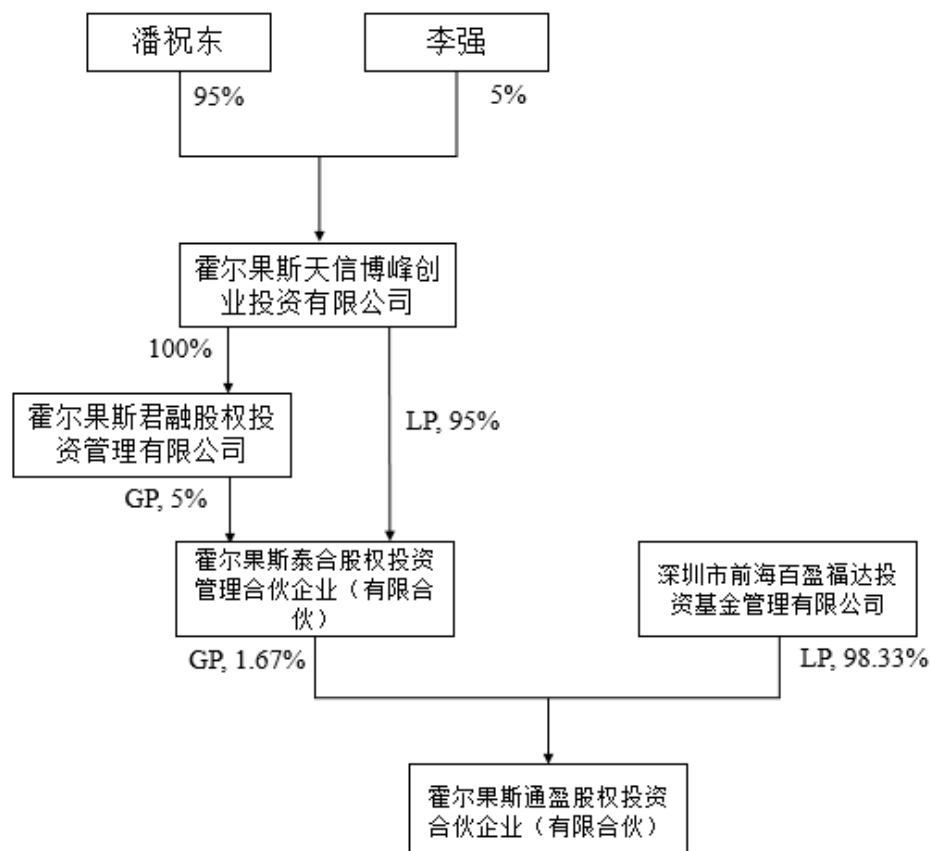 潘祝东
李强
95%
5%
霍尔果斯天信博峰创
业投资有限公司
100%
霍尔果斯君融股权投
资管理有限公司
LP, 95%
GP, 5%
霍尔果斯泰合股权投资
管理合伙企业（有限合
伙）
深圳市前海百盈福达投
资基金管理有限公司
GP, 1.67%
LP, 98.33%
霍尔果斯通盈股权投资
合伙企业（有限合伙）